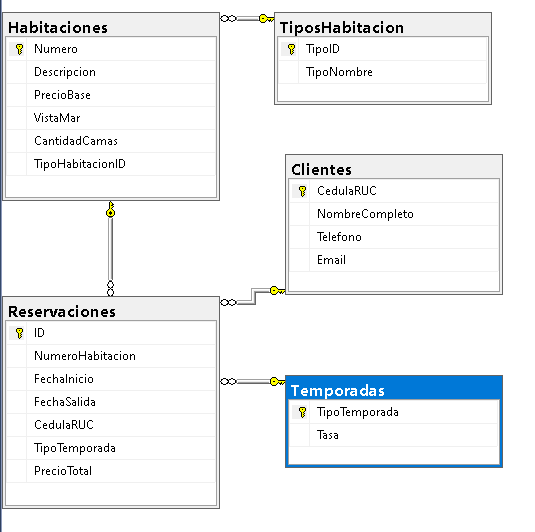 Habitaciones
Numero
Descripcion
PrecioBase
VistaMar
CantidadCamas
TipoHabitacionID
TiposHabitacion
TipoID
TipoNombre
Clientes
CedulaRUC
NombreCompleto
Telefono
Email
Reservaciones
ID
NumeroHabitacion
FechaInicio
FechaSalida
CedulaRUC
TipoTemporada
PrecioTotal
Temporadas
TipoTemporada
Tasa